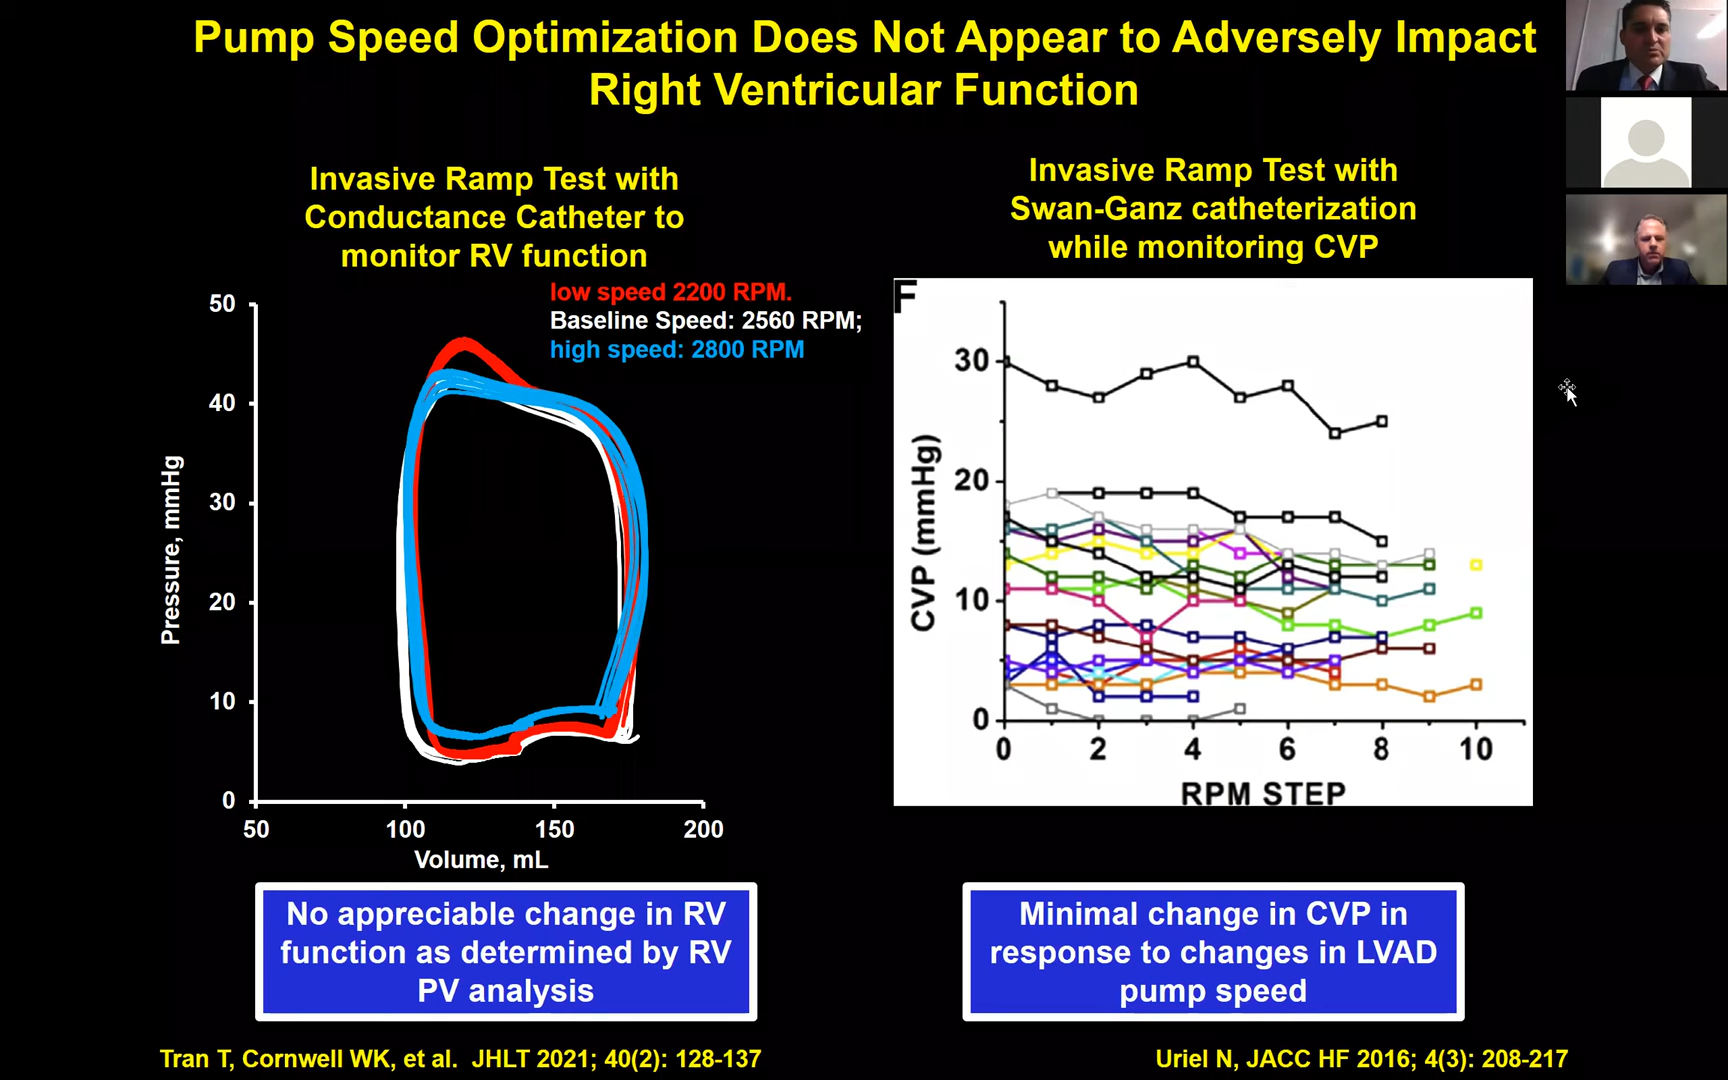 Pump Speed Optimization Does Not Appear to Adversely Impact
Right Ventricular Function
Invasive Ramp Test with
Conductance Catheter to
monitor RV function
low speed 2200 RPM.
Baseline Speed: 2560 RPM;
high speed: 2800 RPM
50
40
30
20
10
0
Pressure, mmHg
50 100 150 200
Volume, mL
No appreciable change in RV
function as determined by RV
PV analysis
Tran T, Cornwell WK, et al. JHLT 2021; 40(2): 128-137
Invasive Ramp Test with
Swan-Ganz catheterization
while monitoring CVP
F
30
20
10
0
CVP (mmHg)
0 2 4 6 8 10
RPM STEP
Minimal change in CVP in
response to changes in LVAD
pump speed
Uriel N, JACC HF 2016; 4(3): 208-217